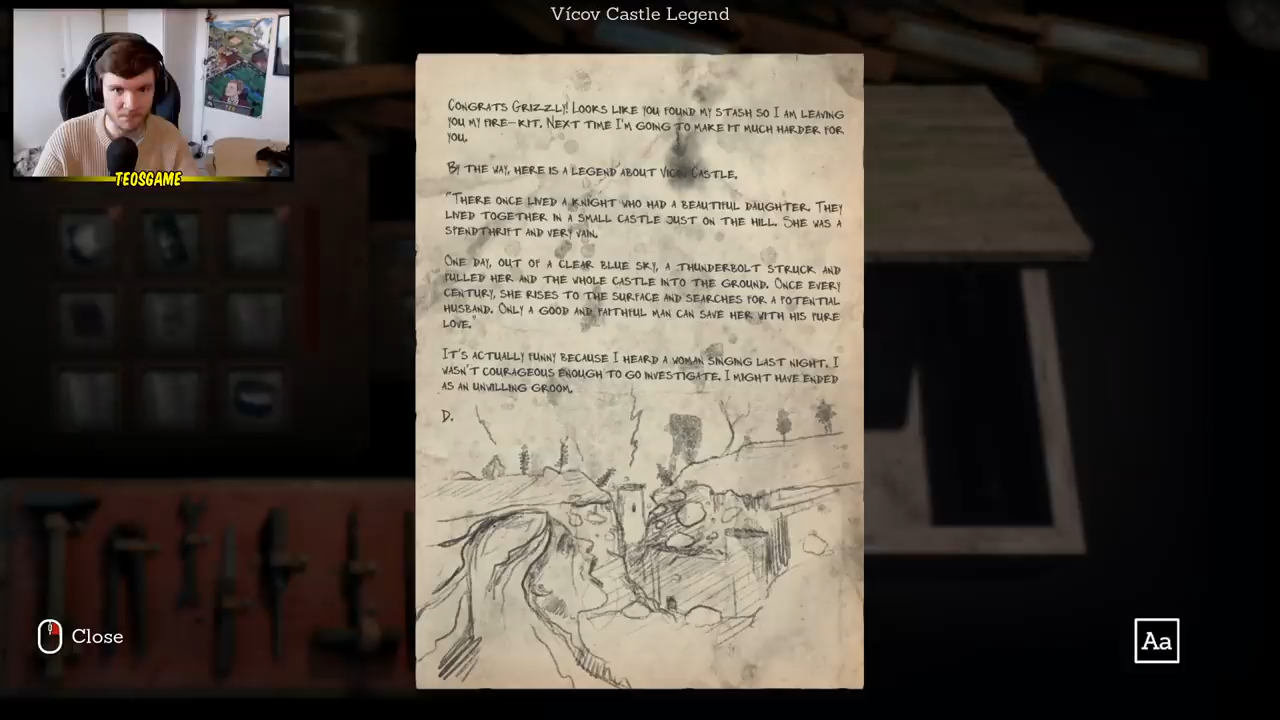 Vícov Castle Legend
TEOSGAME
CONGRATS GRIZZLY! LOOKS LIKE YOU FOUND MY STASH SO I AM LEAVING
YOU MY FIRE-KIT. NEXT TIME I'M GOING TO MAKE IT MUCH HARDER FOR
YOU.
BY THE WAY, HERE IS A LEGEND ABOUT VÍCOV CASTLE.
"THERE ONCE LIVED A KNIGHT WHO HAD A BEAUTIFUL DAUGHTER. THEY
LIVED TOGETHER IN A SMALL CASTLE JUST ON THE HILL. SHE WAS A
SPENDTHRIFT AND VERY VAIN.
ONE DAY, OUT OF A CLEAR BLUE SKY, A THUNDERBOLT STRUCK AND
PULLED HER AND THE WHOLE CASTLE INTO THE GROUND. ONCE EVERY
CENTURY, SHE RISES TO THE SURFACE AND SEARCHES FOR A POTENTIAL
HUSBAND. ONLY A GOOD AND FAITHFUL MAN CAN SAVE HER WITH HIS PURE
LOVE."
IT'S ACTUALLY FUNNY BECAUSE I HEARD A WOMAN SINGING LAST NIGHT. I
WASN'T COURAGEOUS ENOUGH TO GO INVESTIGATE. I MIGHT HAVE ENDED
AS AN UNWILLING GROOM.
D.
Close
Aa